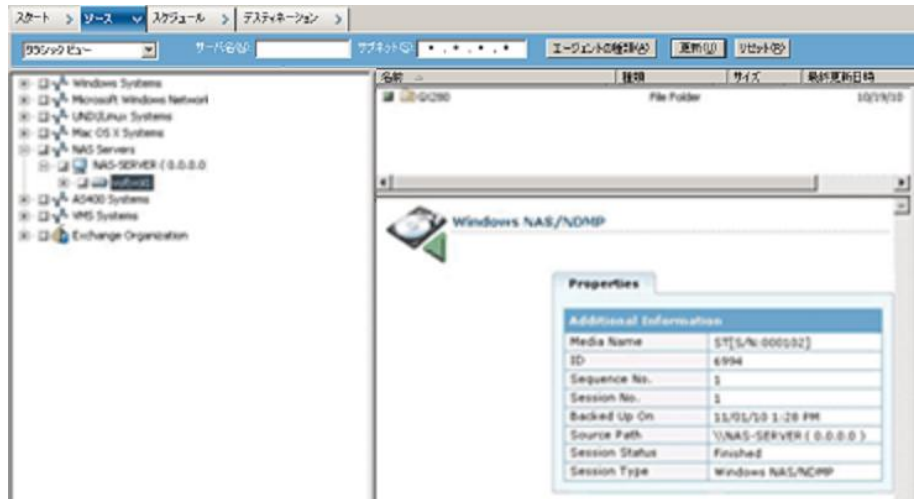 スタート
ソース
スケジュール
デスティネーション
クラシック ビュー
サーバ名(W)
サブネット(S)
エージェントの種類(A)
更新(U)
リセット(R)
Windows Systems
Microsoft Windows Network
UNIX/Linux Systems
Mac OS X Systems
NAS Servers
NAS-SERVER ( 0.0.0.0
AS400 Systems
VMS Systems
Exchange Organization
名前 種類 サイズ 最終更新日時
GX280 File Folder 10/19/10
Windows NAS/NDMP
Properties
Additional Information
Media Name ST[S/N:000102]
ID 6994
Sequence No. 1
Session No. 1
Backed Up On 11/01/10 1:28 PM
Source Path \\NAS-SERVER ( 0.0.0.0 )
Session Status Finished
Session Type Windows NAS/NDMP